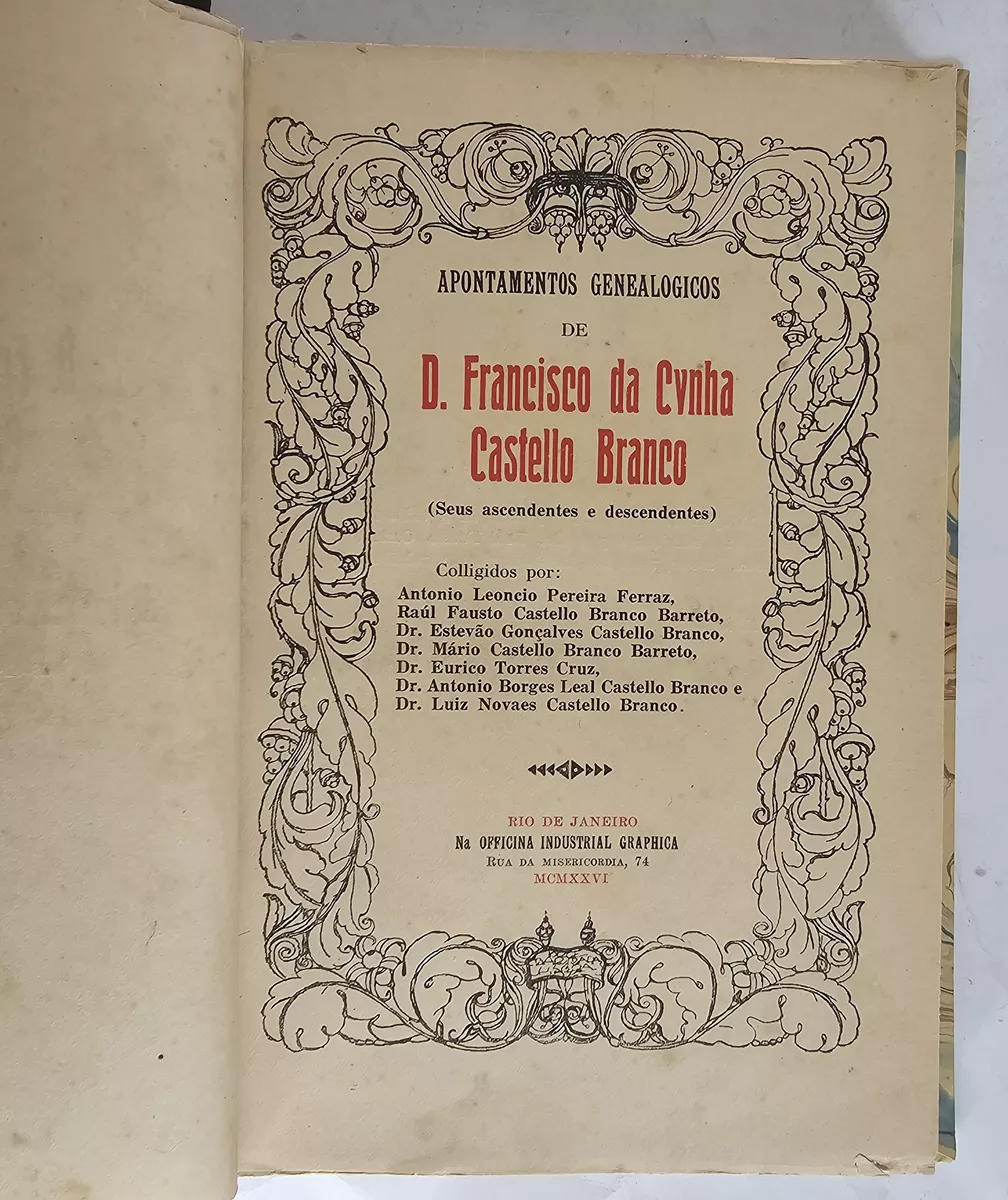 APONTAMENTOS GENEALOGICOS
DE
D. Francisco da Cvnha
Castello Branco
(Seus ascendentes e descendentes)
Colligidos por:
Antonio Leoncio Pereira Ferraz,
Raúl Fausto Castello Branco Barreto,
Dr. Estevão Gonçalves Castello Branco,
Dr. Mário Castello Branco Barreto,
Dr. Eurico Torres Cruz,
Dr. Antonio Borges Leal Castello Branco e
Dr. Luiz Novaes Castello Branco.
RIO DE JANEIRO
Na OFFICINA INDUSTRIAL GRAPHICA
RUA DA MISERICORDIA, 74
MCMXXVI